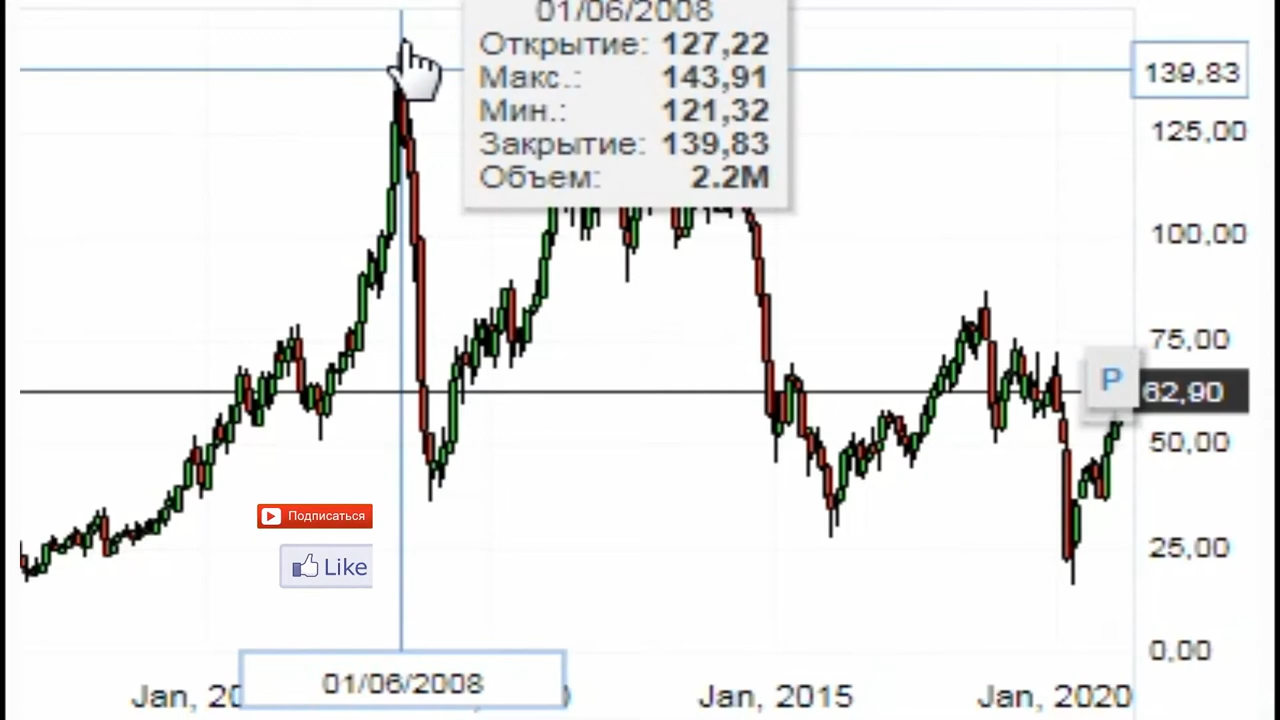 01/06/2008
Открытие: 127,22
Макс.: 143,91
Мин.: 121,32
Закрытие: 139,83
Объем: 2.2M
139,83
125,00
100,00
75,00
P
62,90
50,00
25,00
0,00
Подписаться
Like
Jan, 20
01/06/2008
Jan, 2015
Jan, 2020